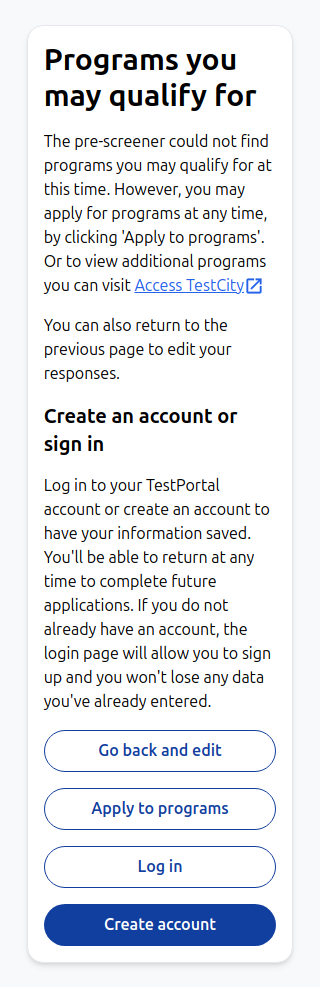 Programs you
may qualify for
The pre-screener could not find
programs you may qualify for at
this time. However, you may
apply for programs at any time,
by clicking 'Apply to programs'.
Or to view additional programs
you can visit Access TestCity
You can also return to the
previous page to edit your
responses.
Create an account or
sign in
Log in to your TestPortal
account or create an account to
have your information saved.
You'll be able to return at any
time to complete future
applications. If you do not
already have an account, the
login page will allow you to sign
up and you won't lose any data
you've already entered.
Go back and edit
Apply to programs
Log in
Create account